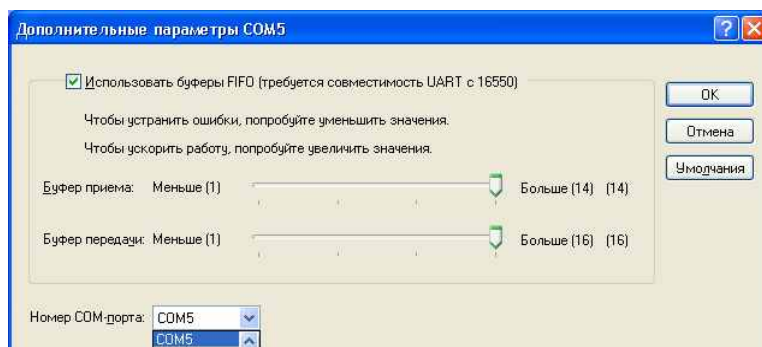 Дополнительные параметры COM5
Использовать буферы FIFO (требуется совместимость UART с 16550)
OK
Чтобы устранить ошибки, попробуйте уменьшить значения.
Отмена
Чтобы ускорить работу, попробуйте увеличить значения.
Умолчания
Буфер приема: Меньше (1) Больше (14) (14)
Буфер передачи: Меньше (1) Больше (16) (16)
Номер COM-порта: COM5
COM5